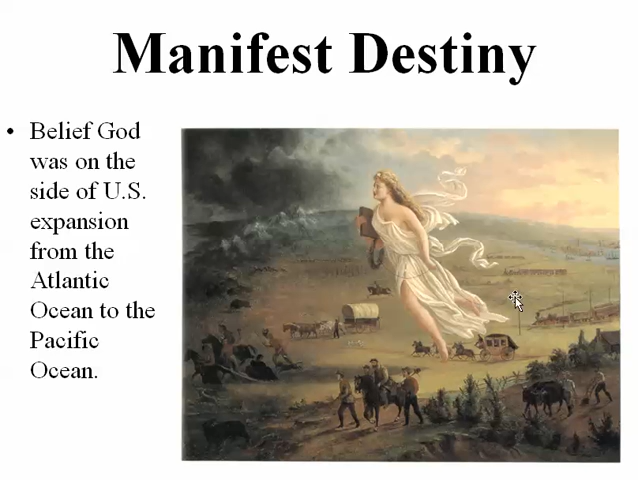 Manifest Destiny
• Belief God
was on the
side of U.S.
expansion
from the
Atlantic
Ocean to the
Pacific
Ocean.